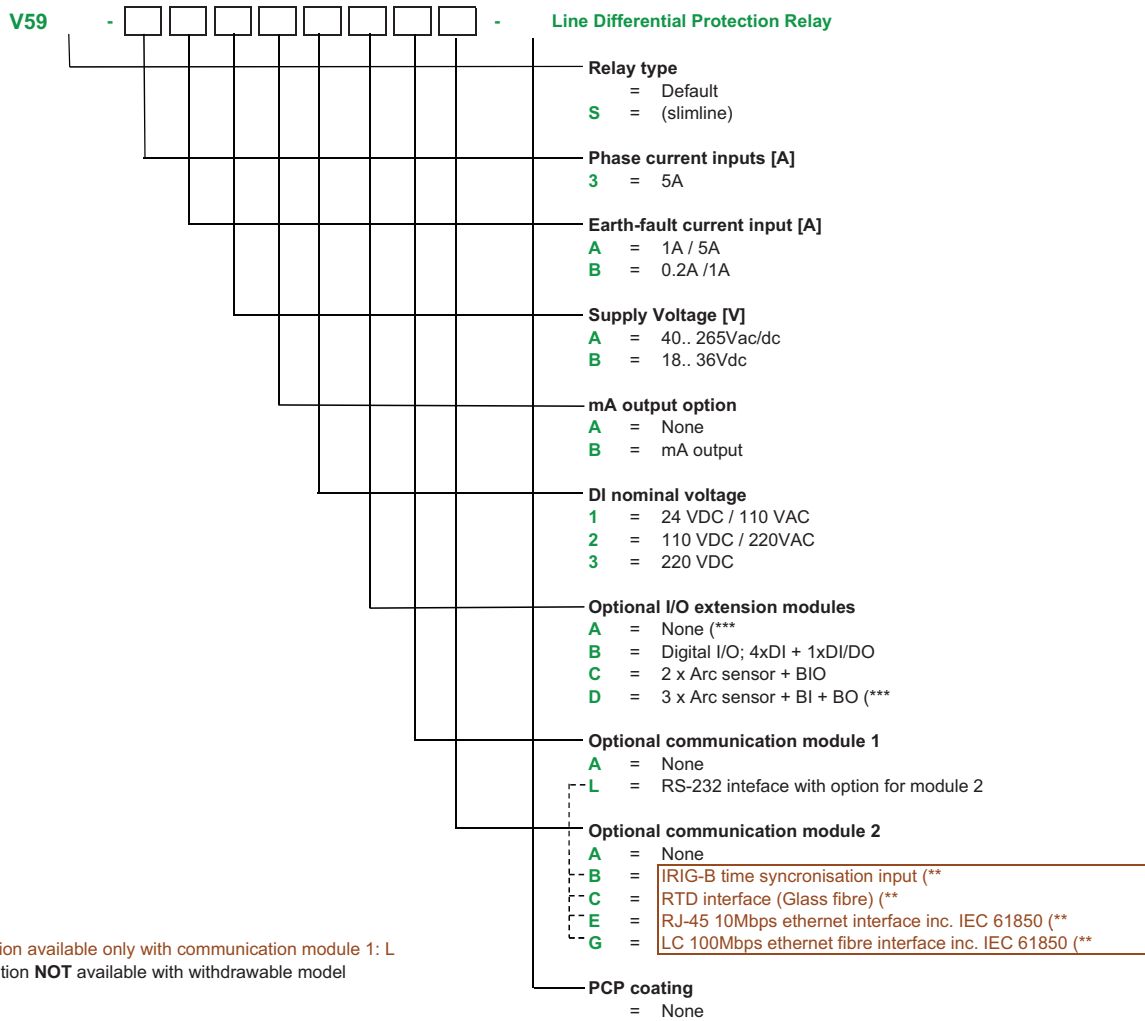 V59 - - Line Differential Protection Relay
Relay type
= Default
S = (slimline)
Phase current inputs [A]
3 = 5A
Earth-fault current input [A]
A = 1A / 5A
B = 0.2A /1A
Supply Voltage [V]
A = 40.. 265Vac/dc
B = 18.. 36Vdc
mA output option
A = None
B = mA output
DI nominal voltage
1 = 24 VDC / 110 VAC
2 = 110 VDC / 220VAC
3 = 220 VDC
Optional I/O extension modules
A = None (***
B = Digital I/O; 4xDI + 1xDI/DO
C = 2 x Arc sensor + BIO
D = 3 x Arc sensor + BI + BO (***
Optional communication module 1
A = None
L = RS-232 inteface with option for module 2
Optional communication module 2
A = None
B = IRIG-B time syncronisation input (**
C = RTD interface (Glass fibre) (**
E = RJ-45 10Mbps ethernet interface inc. IEC 61850 (**
G = LC 100Mbps ethernet fibre interface inc. IEC 61850 (**
ion available only with communication module 1: L
tion NOT available with withdrawable model
PCP coating
= None